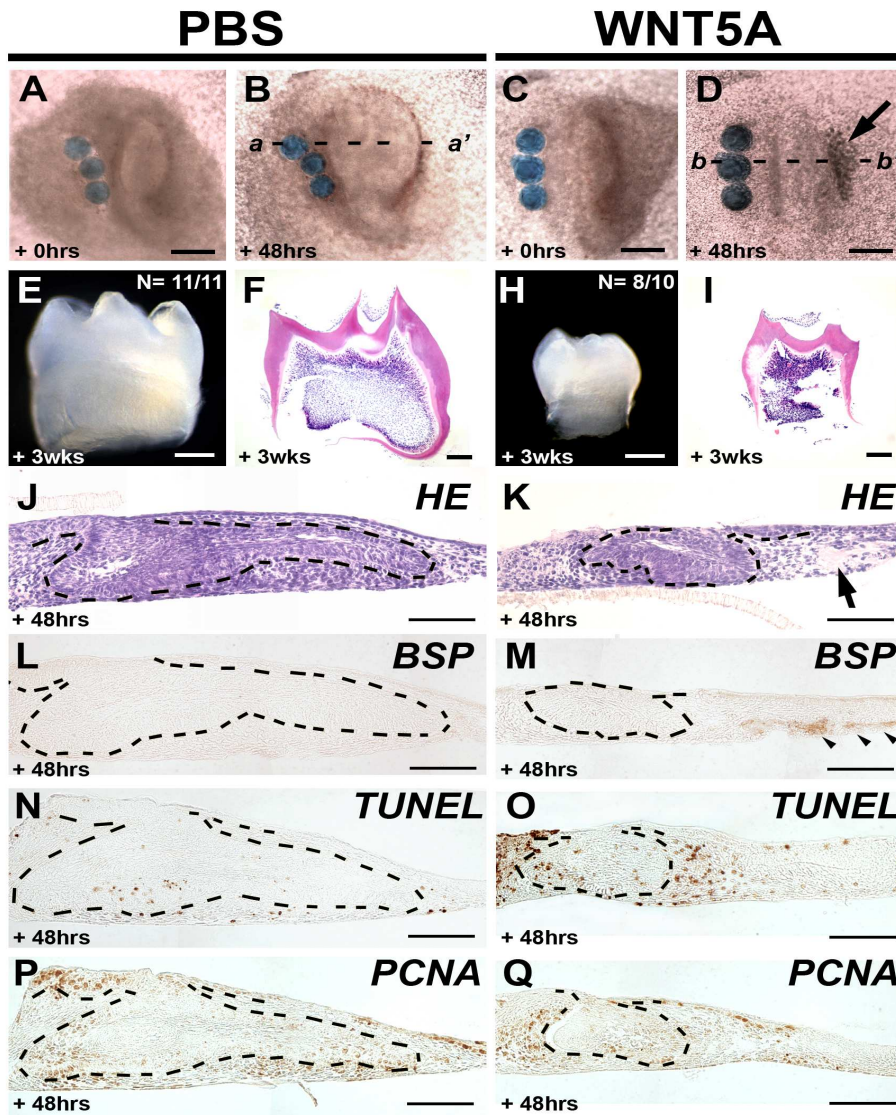 PBS WNT5A
A B C D
a a'
b b
+ 0hrs + 48hrs + 0hrs + 48hrs
E N= 11/11 F H N= 8/10 I
+ 3wks + 3wks + 3wks + 3wks
J HE K HE
+ 48hrs + 48hrs
L BSP M BSP
+ 48hrs + 48hrs
N TUNEL O TUNEL
+ 48hrs + 48hrs
P PCNA Q PCNA
+ 48hrs + 48hrs